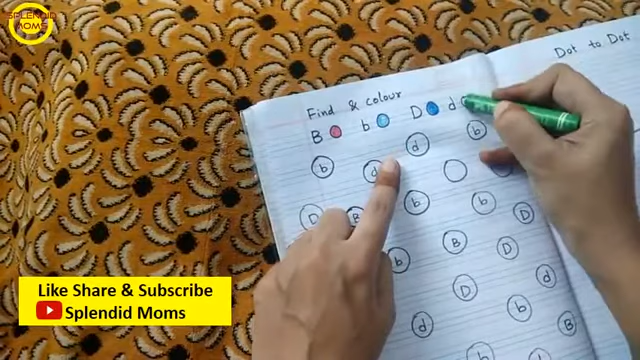 SPLENDID
MOMS
Dot to Dot
Find & colour
B b D d
d b
b d
D B b b D
b B D
D d
d b B
b
Like Share & Subscribe
Splendid Moms